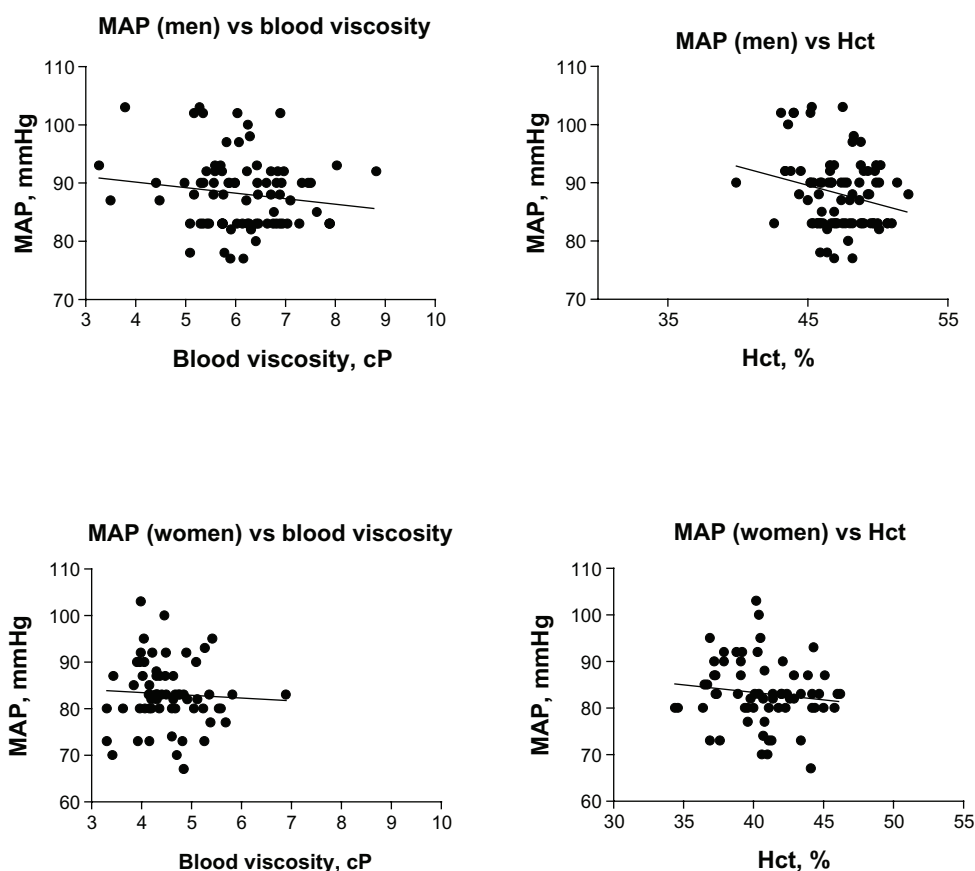 MAP (men) vs blood viscosity
110
100
90
80
70
MAP, mmHg
3 4 5 6 7 8 9 10
Blood viscosity, cP
MAP (men) vs Hct
110
100
90
80
70
MAP, mmHg
35 45 55
Hct, %
MAP (women) vs blood viscosity
110
100
90
80
70
60
MAP, mmHg
3 4 5 6 7 8 9 10
Blood viscosity, cP
MAP (women) vs Hct
110
100
90
80
70
60
MAP, mmHg
30 35 40 45 50 55
Hct, %